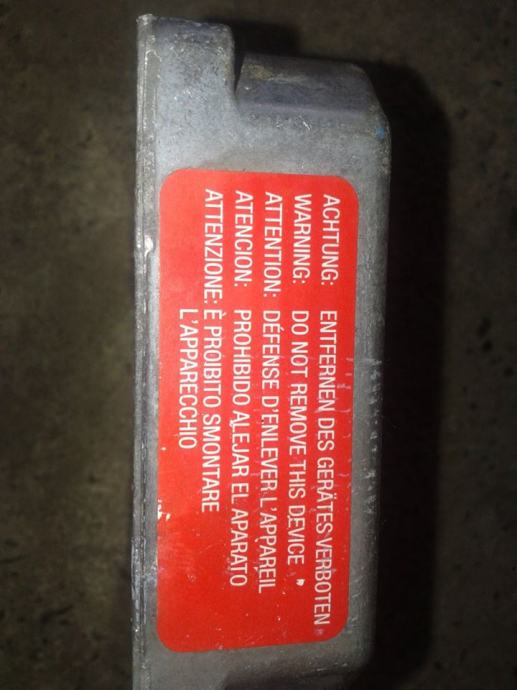 ACHTUNG: ENTFERNEN DES GERÄTES VERBOTEN
WARNING: DO NOT REMOVE THIS DEVICE
ATTENTION: DÉFENSE D'ENLEVER L'APPAREIL
ATENCION: PROHIBIDO ALEJAR EL APARATO
ATTENZIONE: È PROIBITO SMONTARE
L'APPARECCHIO